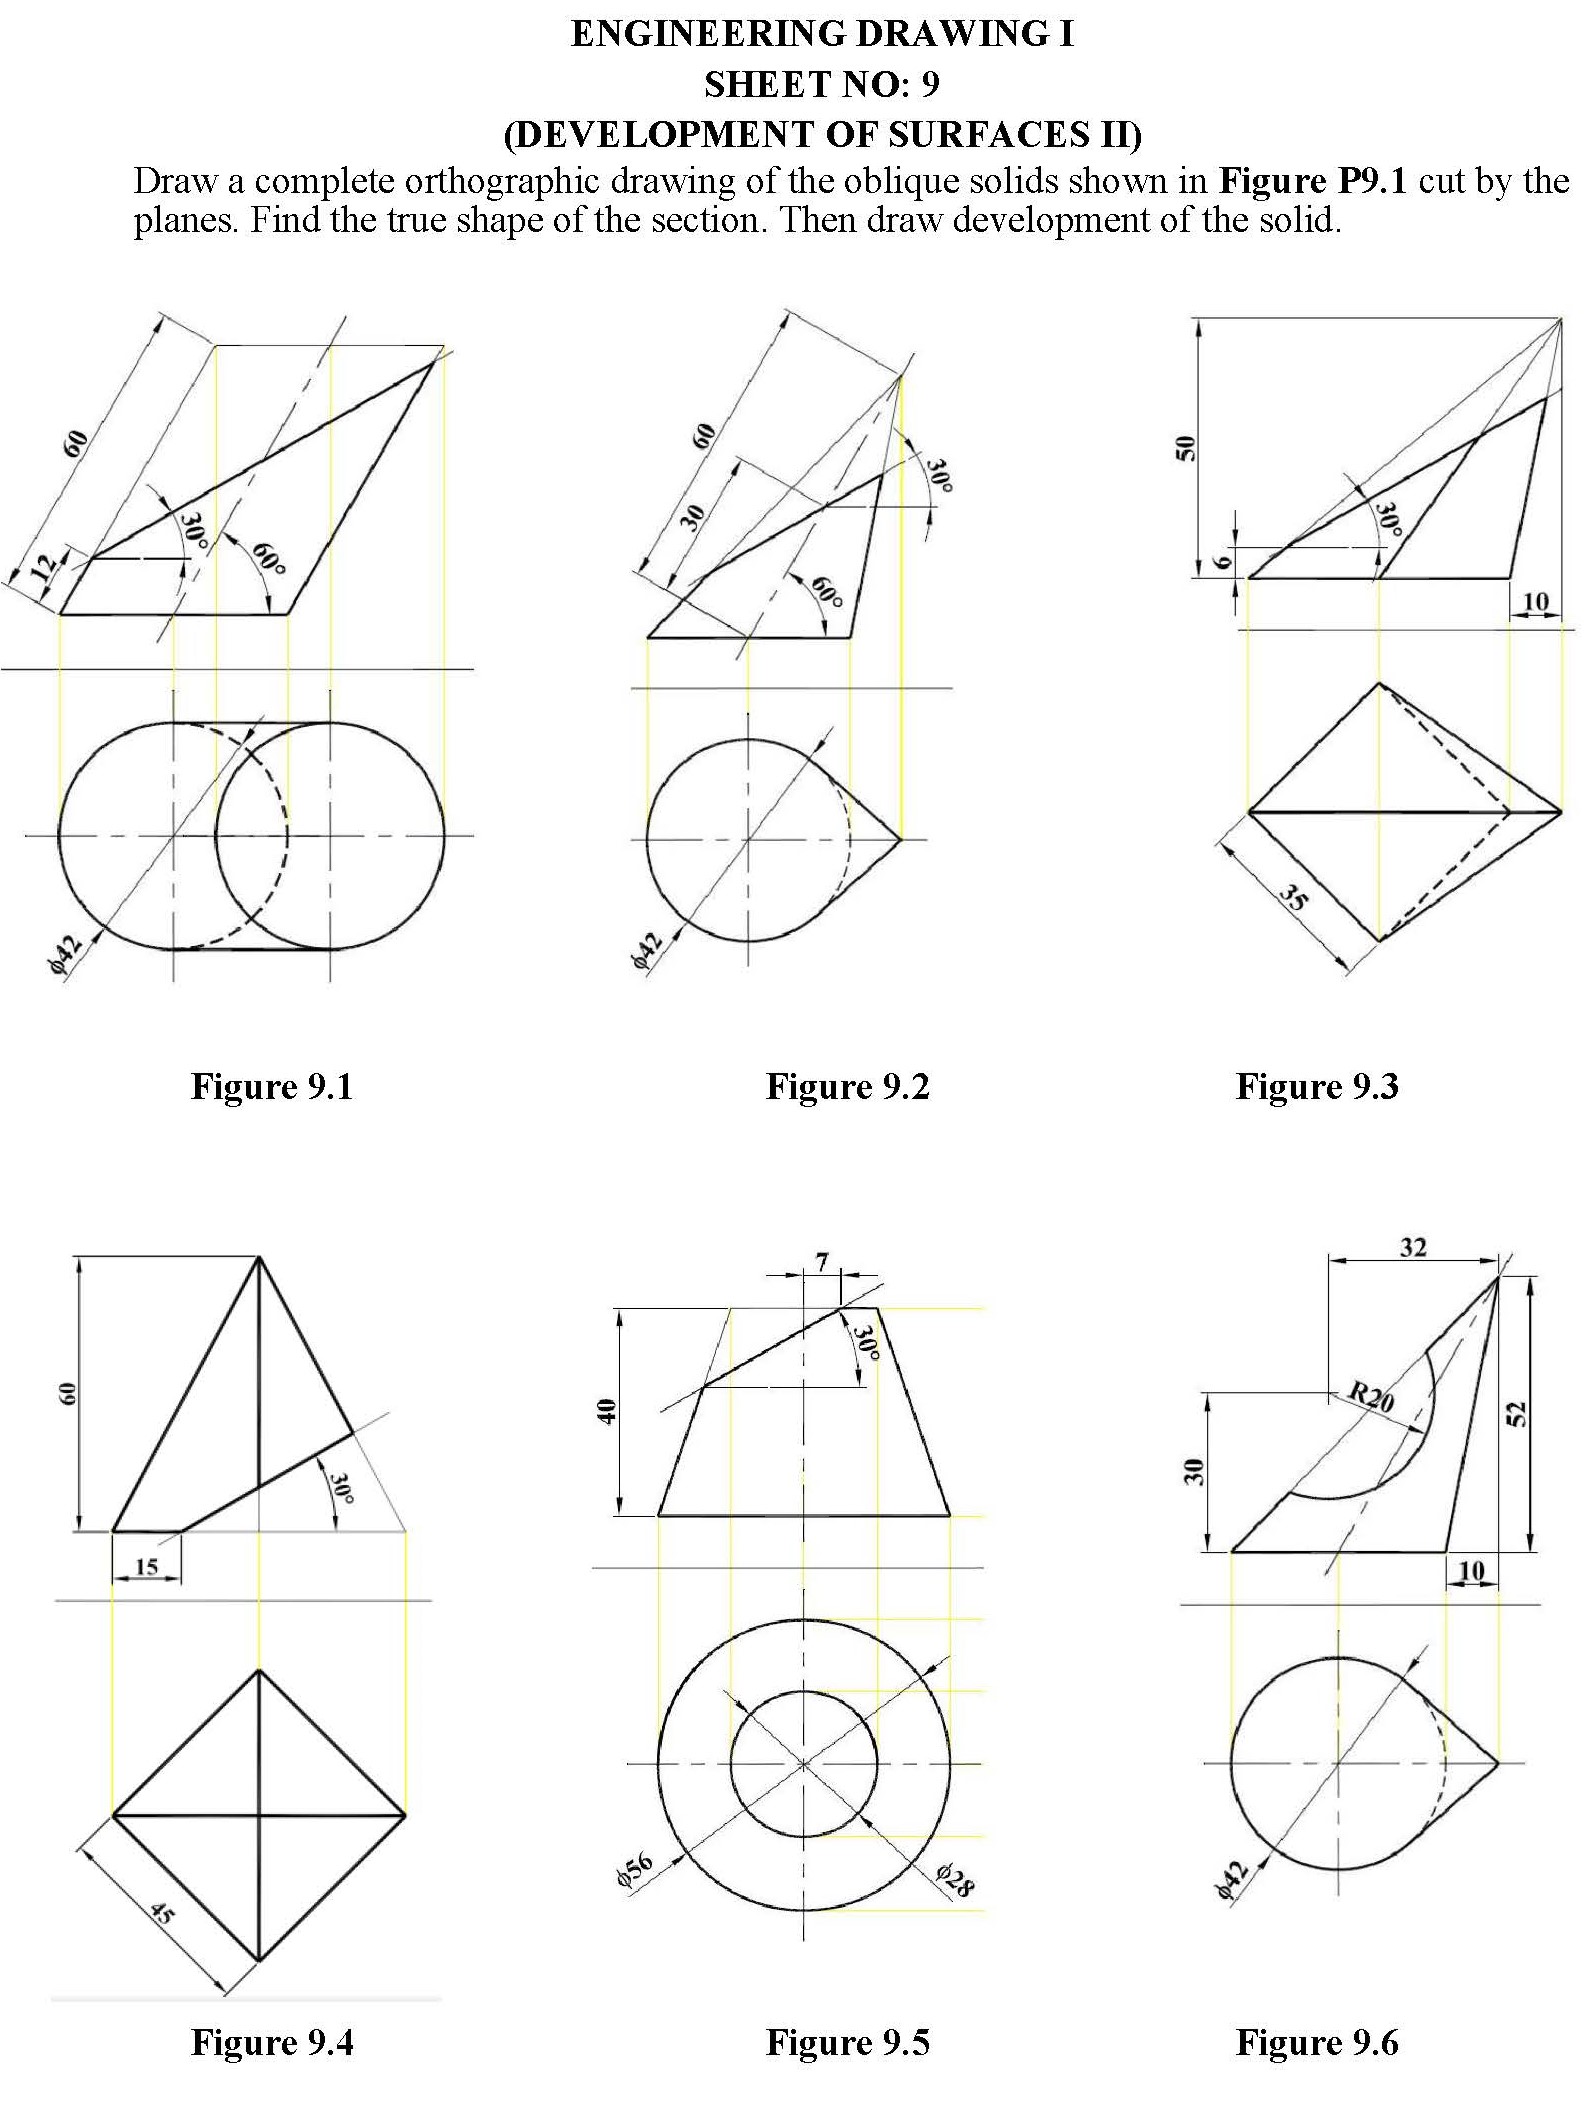 ENGINEERING DRAWING I
SHEET NO: 9
(DEVELOPMENT OF SURFACES II)
Draw a complete orthographic drawing of the oblique solids shown in Figure P9.1 cut by the
planes. Find the true shape of the section. Then draw development of the solid.
60
12
30°
60°
ϕ42
60
30
30°
60°
ϕ42
50
6
30°
10
35
Figure 9.1
Figure 9.2
Figure 9.3
60
30°
15
45
7
40
30°
ϕ56
ϕ28
32
R20
52
30
10
ϕ42
Figure 9.4
Figure 9.5
Figure 9.6